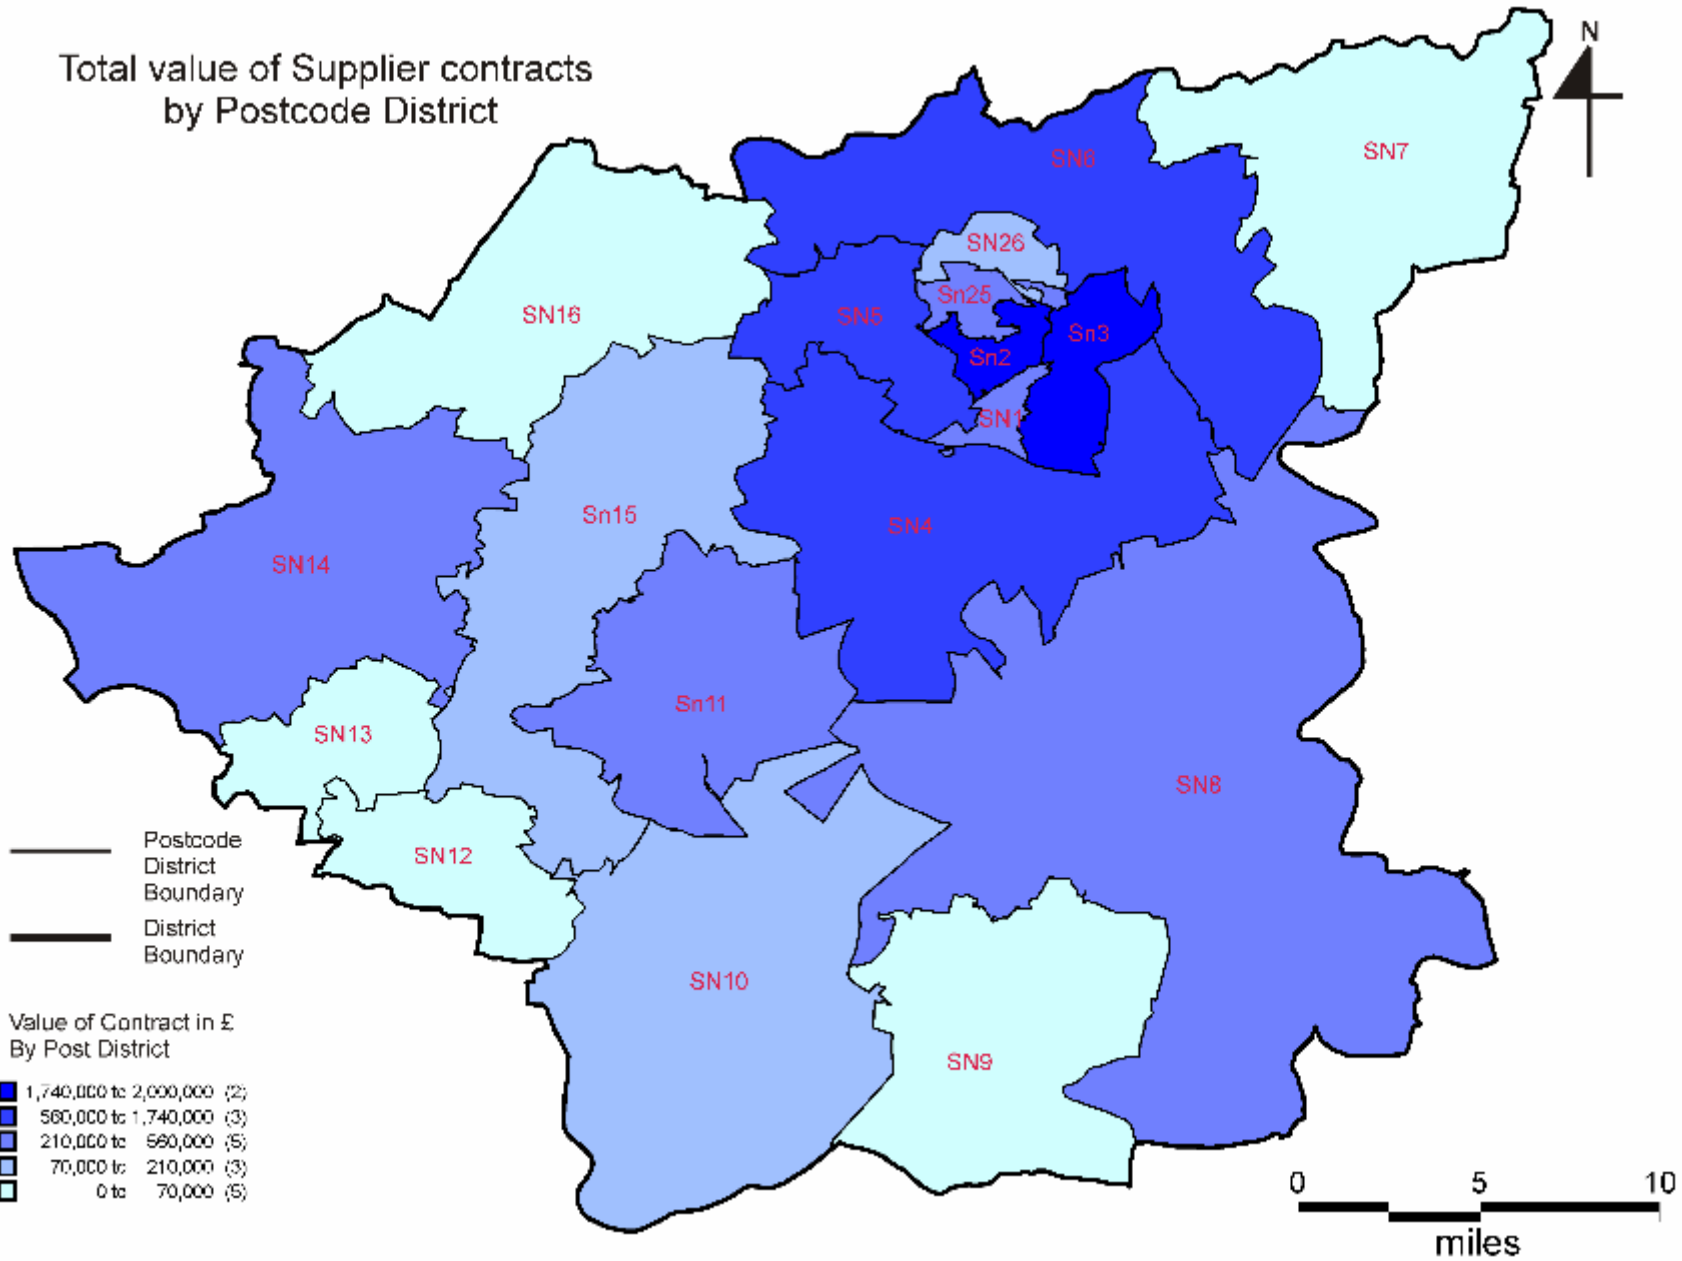 Total value of Supplier contracts
by Postcode District
N
SN7
SN6
SN26
SN16
SN5
Sn25
Sn3
Sn2
SN1
Sn15
SN4
SN14
Sn11
SN13
SN8
SN12
SN10
SN9
Postcode
District
Boundary
District
Boundary
Value of Contract in £
By Post District
1,740,000 to 2,000,000 (2)
560,000 to 1,740,000 (3)
210,000 to 560,000 (5)
70,000 to 210,000 (3)
0 to 70,000 (5)
0 5 10
miles